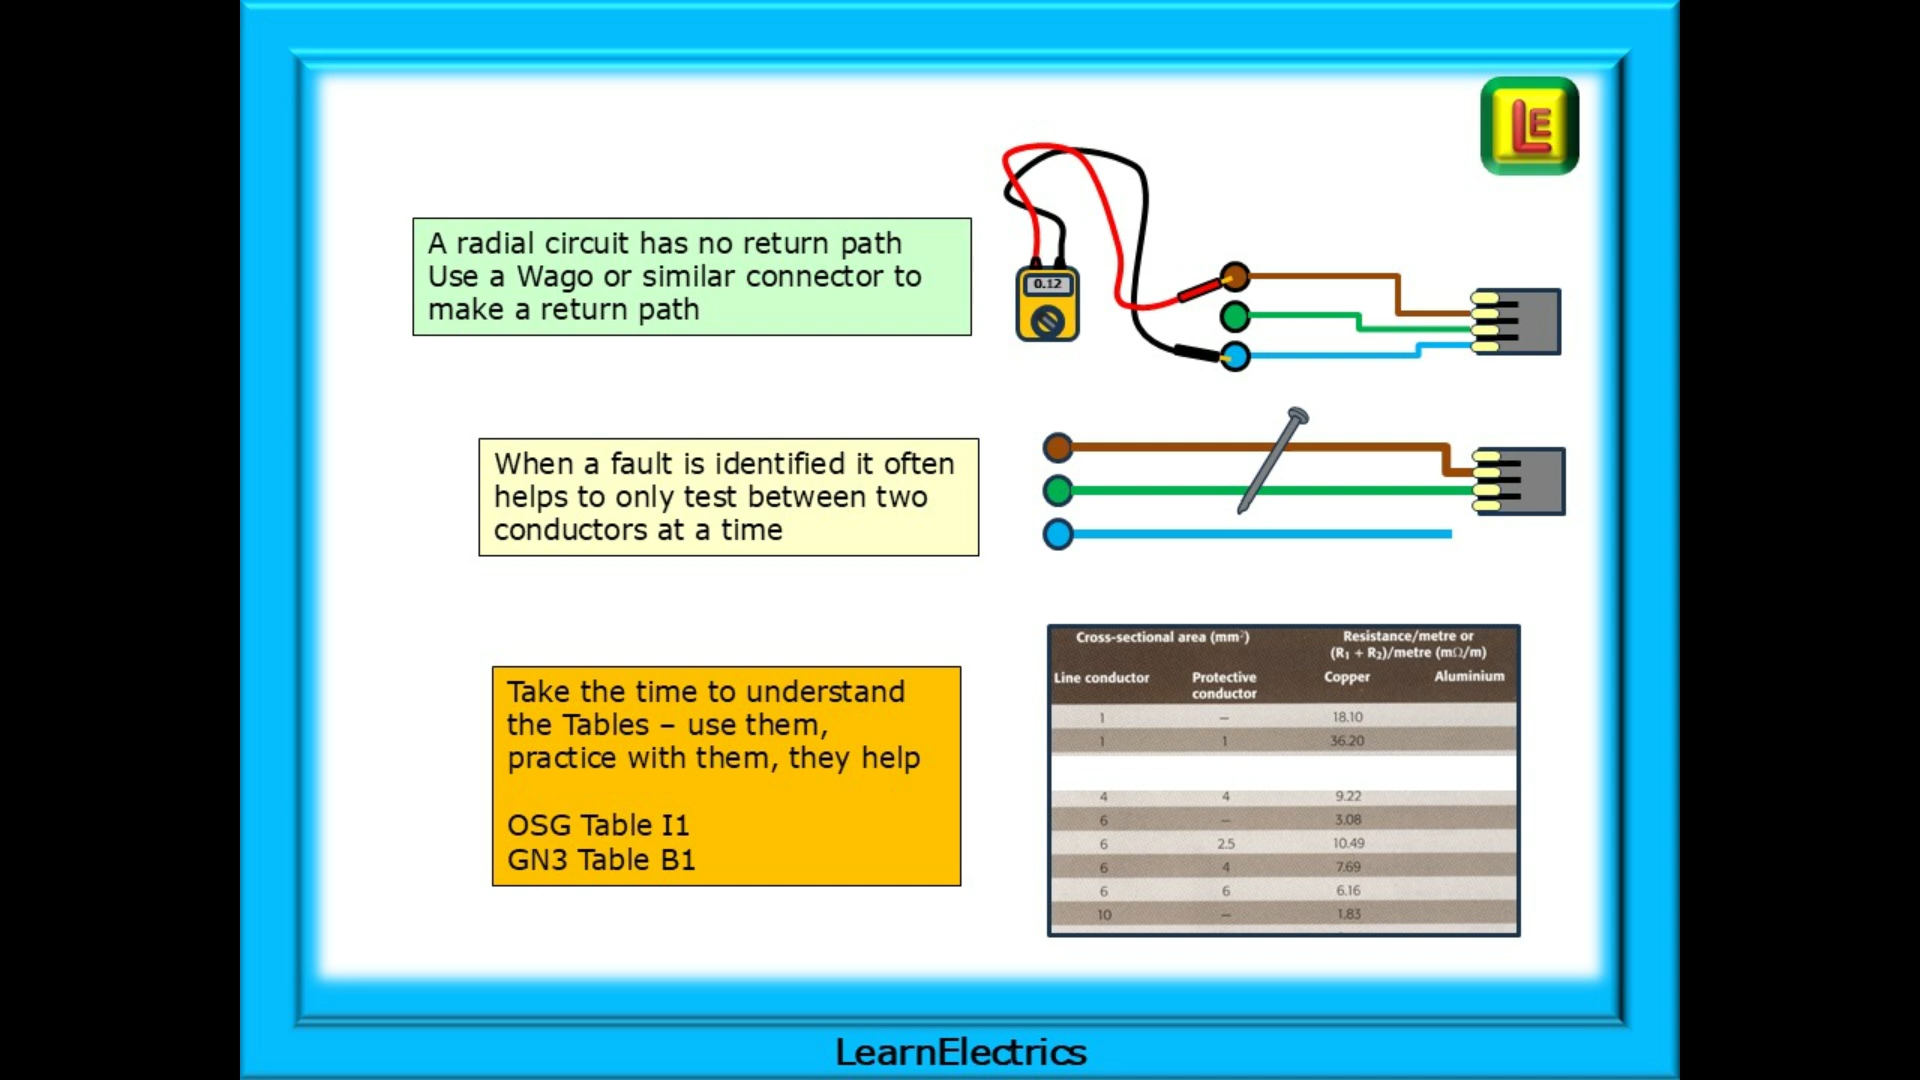 LE
A radial circuit has no return path
Use a Wago or similar connector to
make a return path
0.12
When a fault is identified it often
helps to only test between two
conductors at a time
Take the time to understand
the Tables – use them,
practice with them, they help
OSG Table I1
GN3 Table B1
Cross-sectional area (mm²) Resistance/metre or
(R₁ + R₂)/metre (mΩ/m)
Line conductor Protective Copper Aluminium
conductor
1 – 18.10
1 1 36.20
4 4 9.22
6 – 3.08
6 2.5 10.49
6 4 7.69
6 6 6.16
10 – 1.83
LearnElectrics